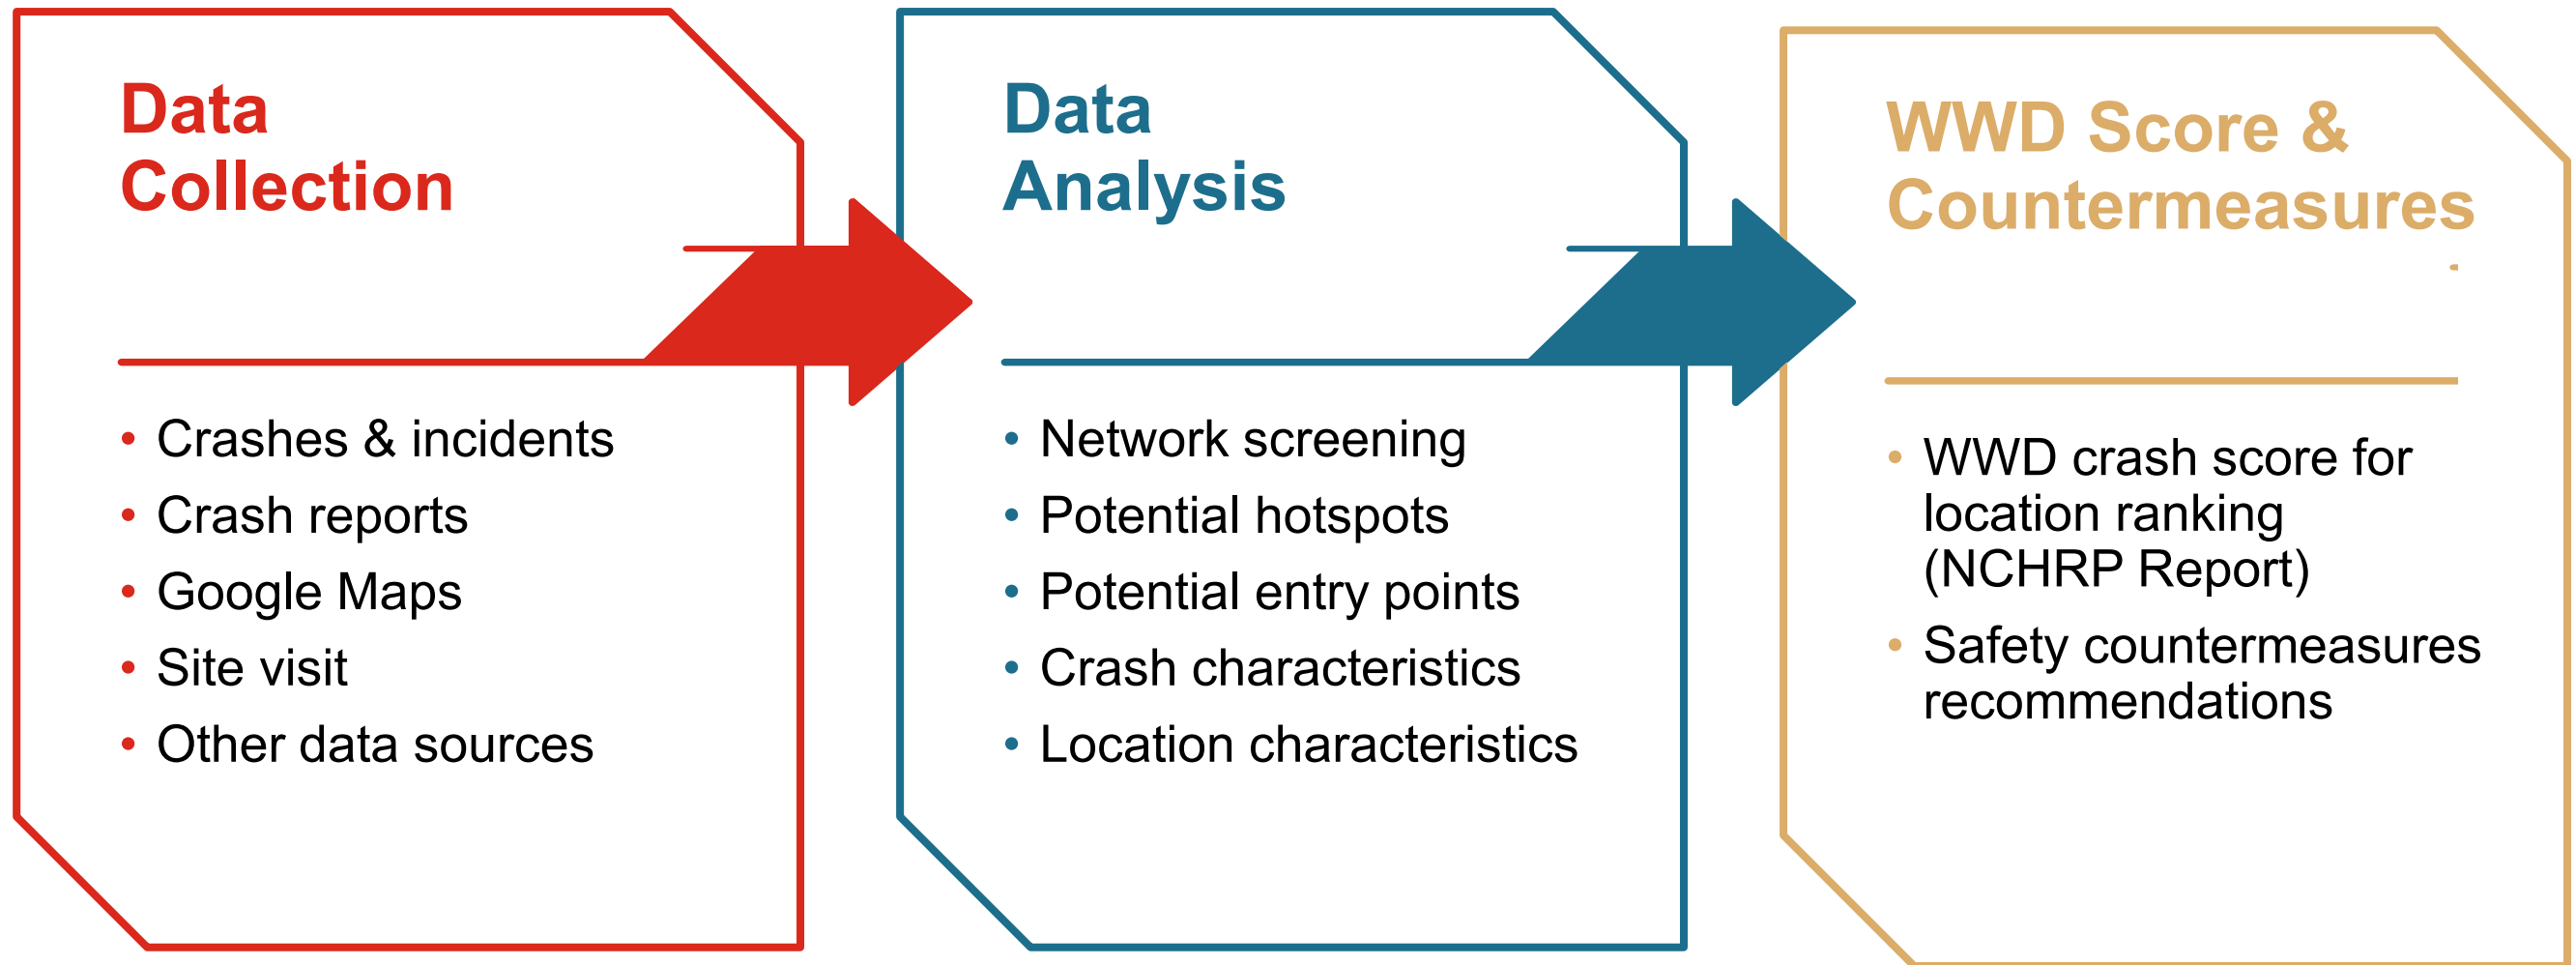 Data
Collection
• Crashes & incidents
• Crash reports
• Google Maps
• Site visit
• Other data sources
Data
Analysis
• Network screening
• Potential hotspots
• Potential entry points
• Crash characteristics
• Location characteristics
WWD Score &
Countermeasures
• WWD crash score for
location ranking
(NCHRP Report)
• Safety countermeasures
recommendations